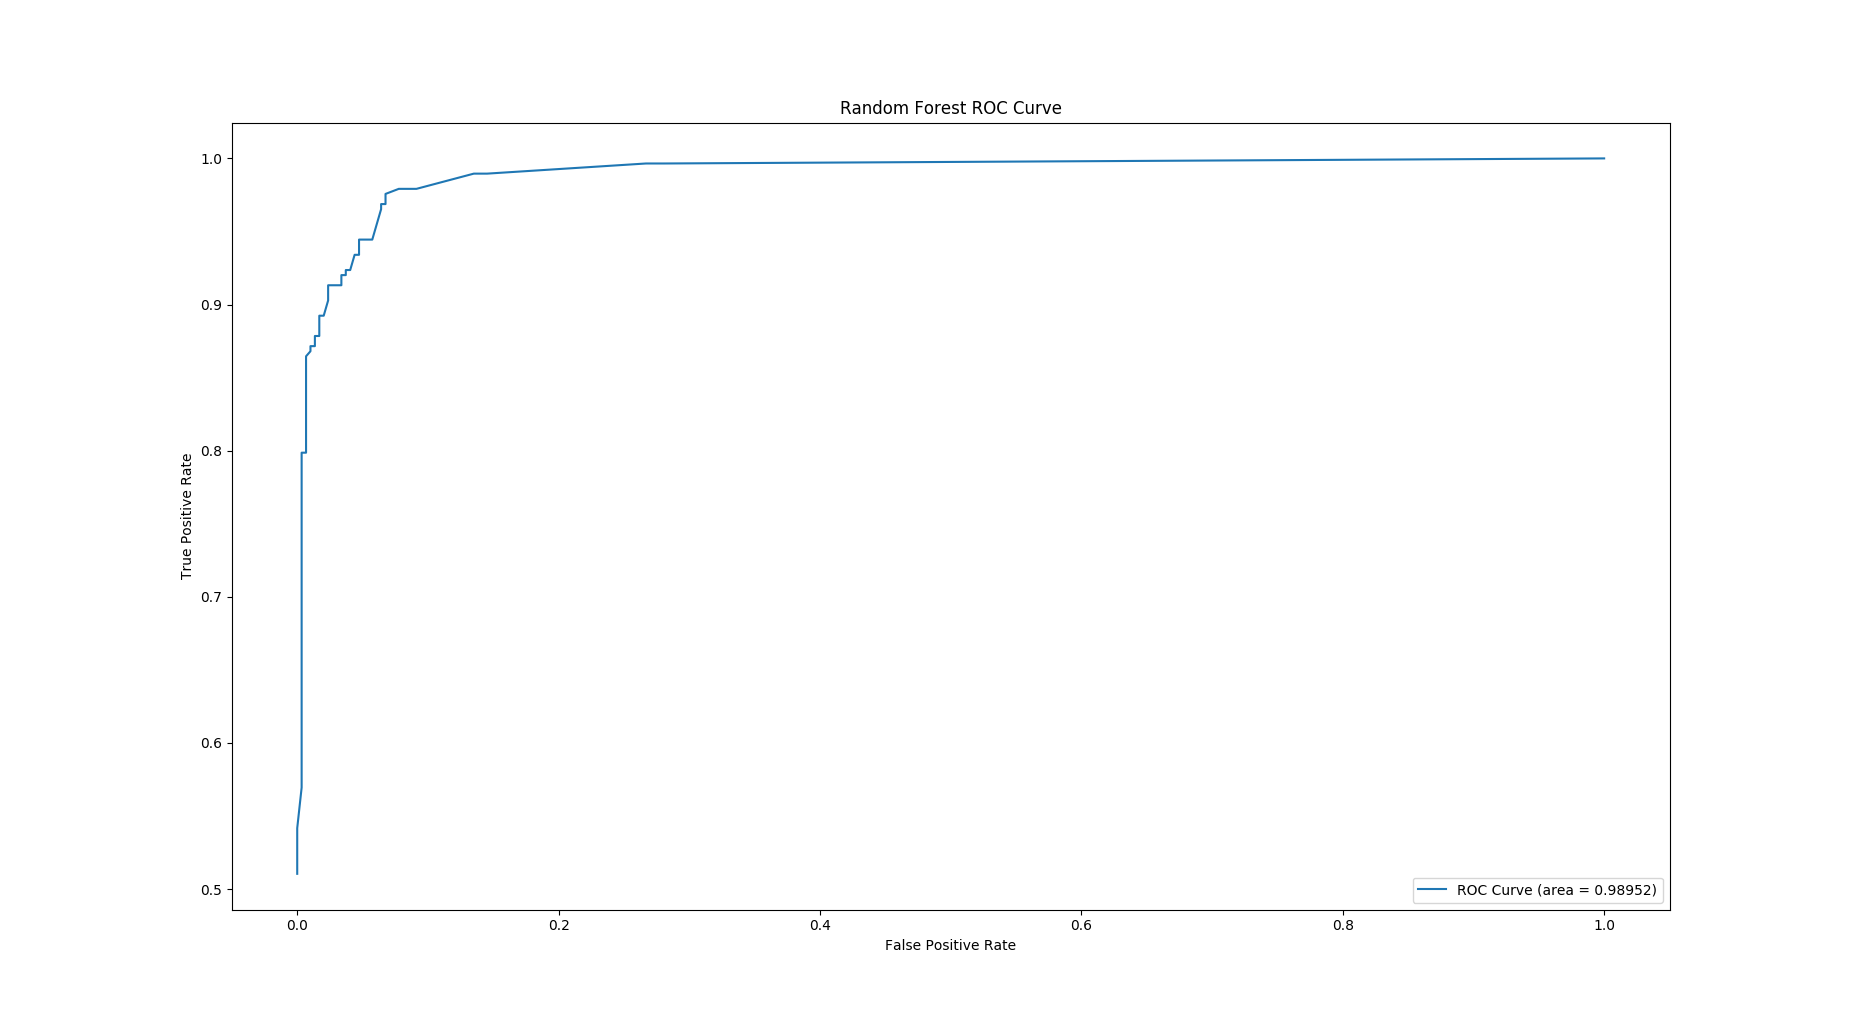 Random Forest ROC Curve
1.0
0.9
0.8
0.7
0.6
0.5
True Positive Rate
ROC Curve (area = 0.98952)
0.0 0.2 0.4 0.6 0.8 1.0
False Positive Rate